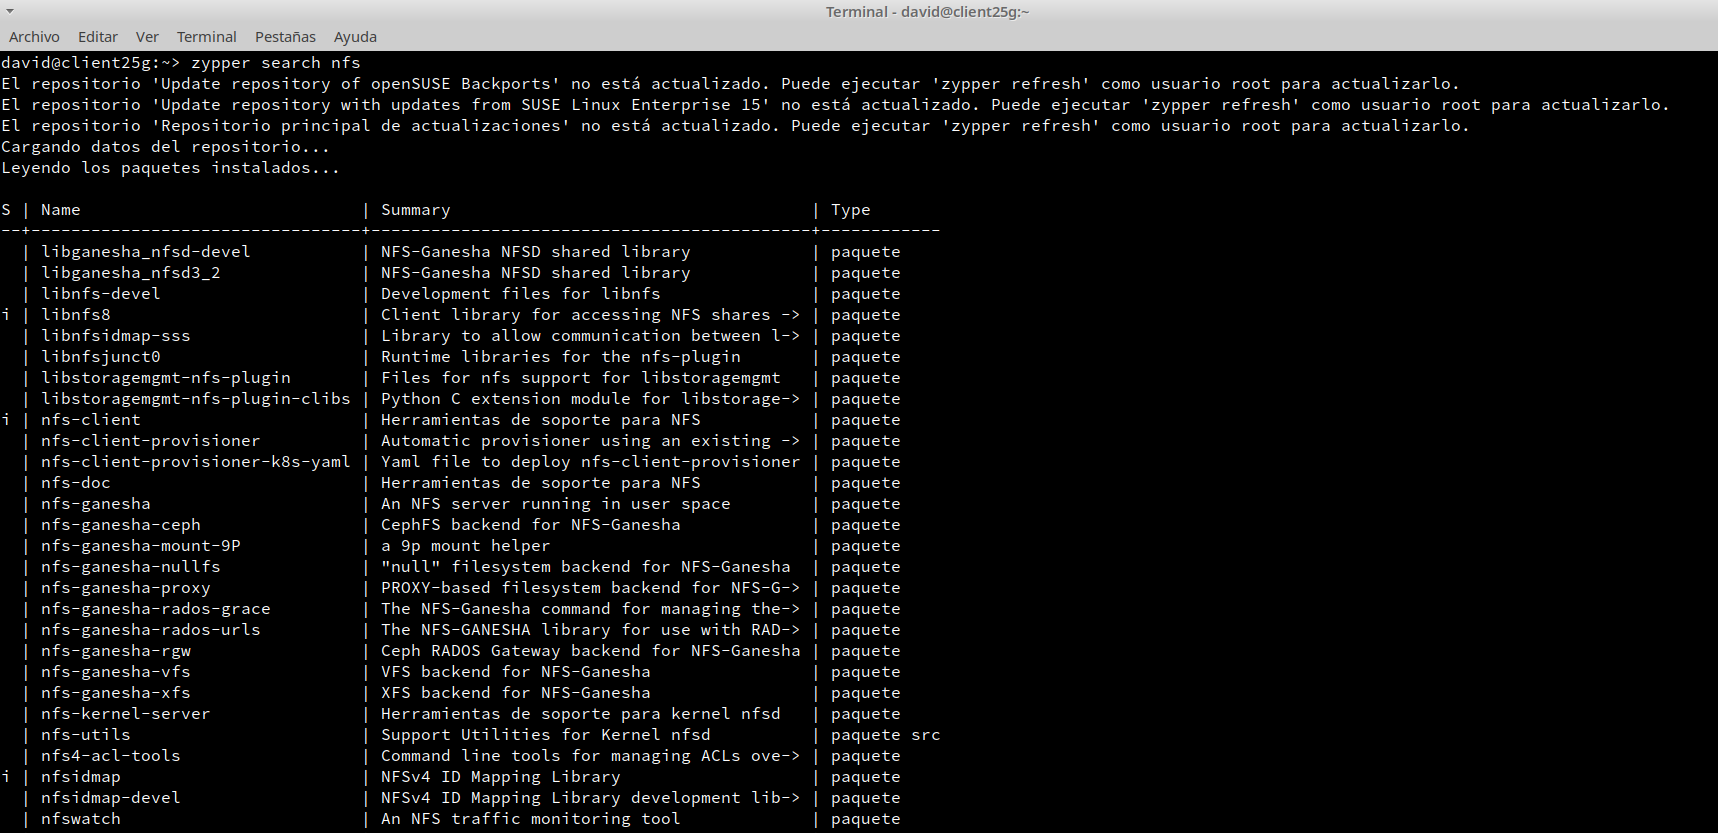 Terminal - david@client25g:~
Archivo Editar Ver Terminal Pestañas Ayuda
david@client25g:~> zypper search nfs
El repositorio 'Update repository of openSUSE Backports' no está actualizado. Puede ejecutar 'zypper refresh' como usuario root para actualizarlo.
El repositorio 'Update repository with updates from SUSE Linux Enterprise 15' no está actualizado. Puede ejecutar 'zypper refresh' como usuario root para actualizarlo.
El repositorio 'Repositorio principal de actualizaciones' no está actualizado. Puede ejecutar 'zypper refresh' como usuario root para actualizarlo.
Cargando datos del repositorio...
Leyendo los paquetes instalados...
S | Name                            | Summary                                    | Type
--+---------------------------------+--------------------------------------------+------------
  | libganesha_nfsd-devel           | NFS-Ganesha NFSD shared library            | paquete
  | libganesha_nfsd3_2              | NFS-Ganesha NFSD shared library            | paquete
  | libnfs-devel                    | Development files for libnfs               | paquete
i | libnfs8                         | Client library for accessing NFS shares -> | paquete
  | libnfsidmap-sss                 | Library to allow communication between l-> | paquete
  | libnfsjunct0                    | Runtime libraries for the nfs-plugin       | paquete
  | libstoragemgmt-nfs-plugin       | Files for nfs support for libstoragemgmt   | paquete
  | libstoragemgmt-nfs-plugin-clibs | Python C extension module for libstorage-> | paquete
i | nfs-client                      | Herramientas de soporte para NFS           | paquete
  | nfs-client-provisioner          | Automatic provisioner using an existing -> | paquete
  | nfs-client-provisioner-k8s-yaml | Yaml file to deploy nfs-client-provisioner | paquete
  | nfs-doc                         | Herramientas de soporte para NFS           | paquete
  | nfs-ganesha                     | An NFS server running in user space        | paquete
  | nfs-ganesha-ceph                | CephFS backend for NFS-Ganesha             | paquete
  | nfs-ganesha-mount-9P            | a 9p mount helper                          | paquete
  | nfs-ganesha-nullfs              | "null" filesystem backend for NFS-Ganesha  | paquete
  | nfs-ganesha-proxy               | PROXY-based filesystem backend for NFS-G-> | paquete
  | nfs-ganesha-rados-grace         | The NFS-Ganesha command for managing the-> | paquete
  | nfs-ganesha-rados-urls          | The NFS-GANESHA library for use with RAD-> | paquete
  | nfs-ganesha-rgw                 | Ceph RADOS Gateway backend for NFS-Ganesha | paquete
  | nfs-ganesha-vfs                 | VFS backend for NFS-Ganesha                | paquete
  | nfs-ganesha-xfs                 | XFS backend for NFS-Ganesha                | paquete
  | nfs-kernel-server               | Herramientas de soporte para kernel nfsd   | paquete
  | nfs-utils                       | Support Utilities for Kernel nfsd          | paquete src
  | nfs4-acl-tools                  | Command line tools for managing ACLs ove-> | paquete
i | nfsidmap                        | NFSv4 ID Mapping Library                   | paquete
  | nfsidmap-devel                  | NFSv4 ID Mapping Library development lib-> | paquete
  | nfswatch                        | An NFS traffic monitoring tool             | paquete